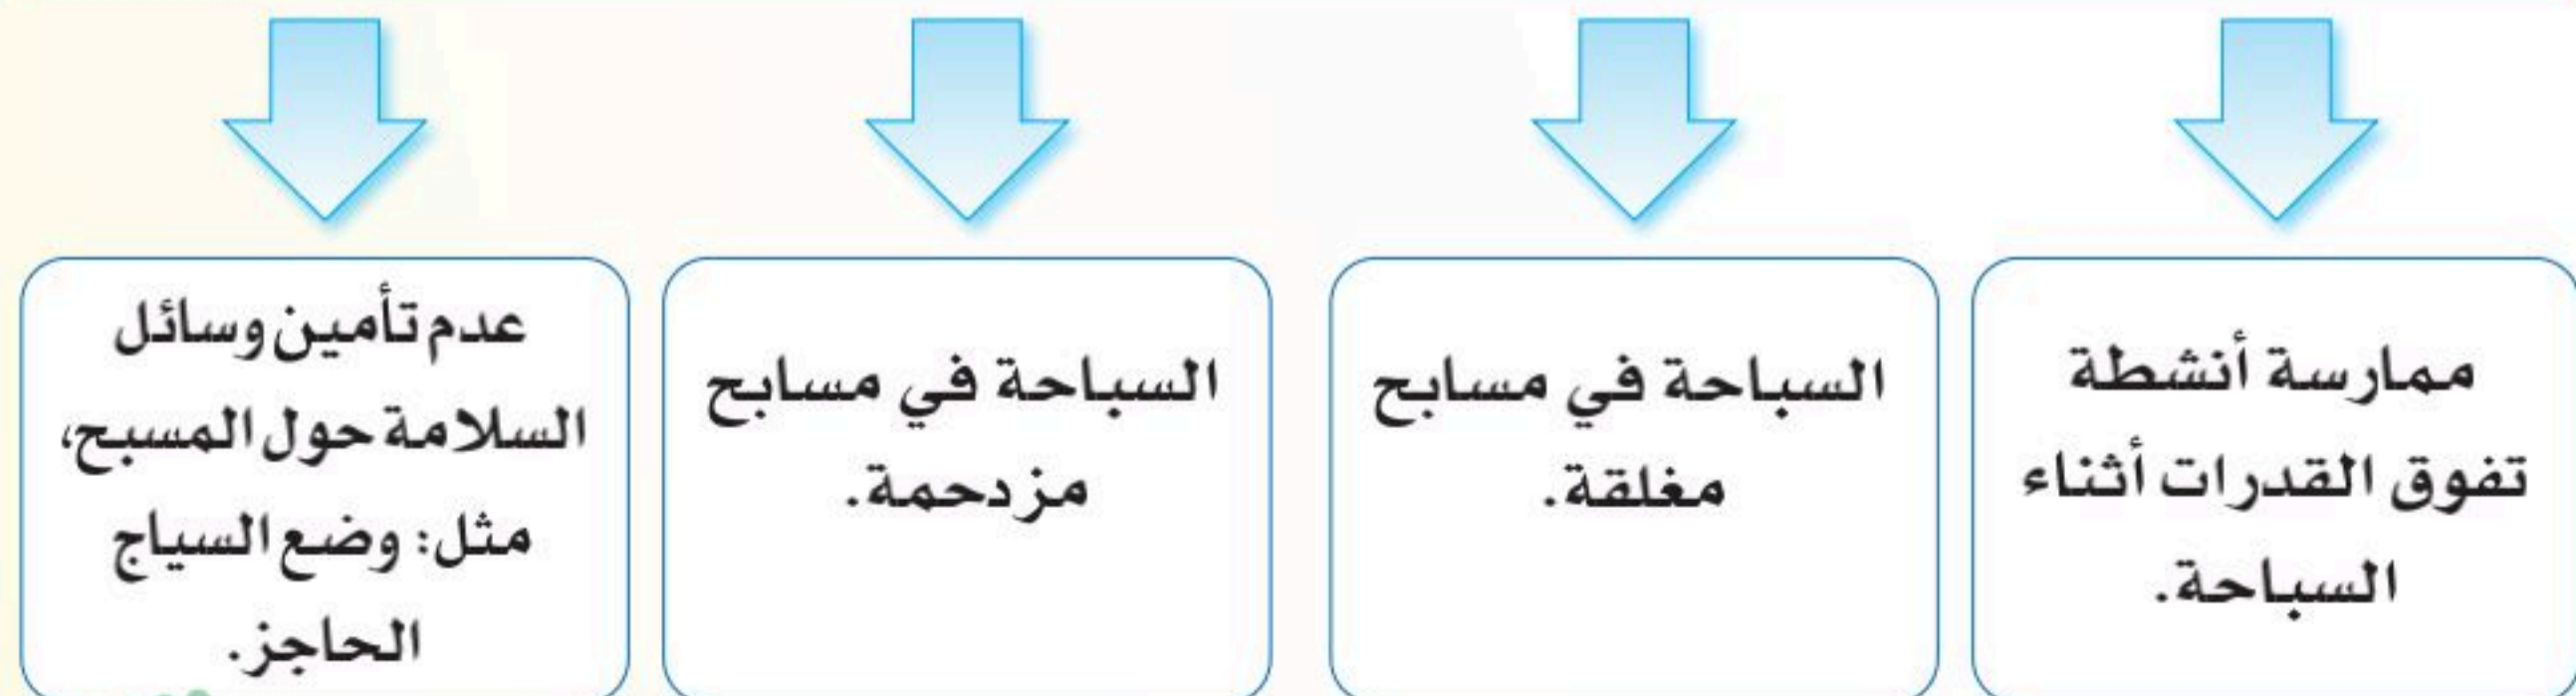 ممارسة أنشطة
تفوق القدرات أثناء
السباحة.
السباحة في مسابح
مغلقة.
السباحة في مسابح
مزدحمة.
عدم تأمين وسائل
السلامة حول المسبح،
مثل: وضع السياج
الحاجز.